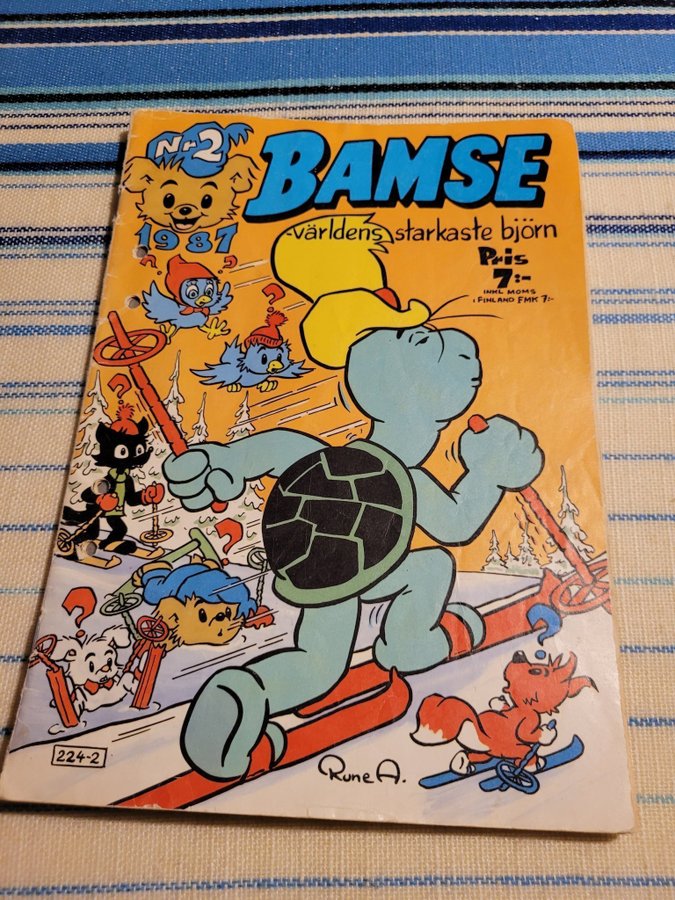 Nr 2
1987
BAMSE
-världens starkaste björn
Pris
7:-
INKL MOMS
I FINLAND FMK 7:-
?
?
?
?
?
?
?
?
?
224-2
Rune A.